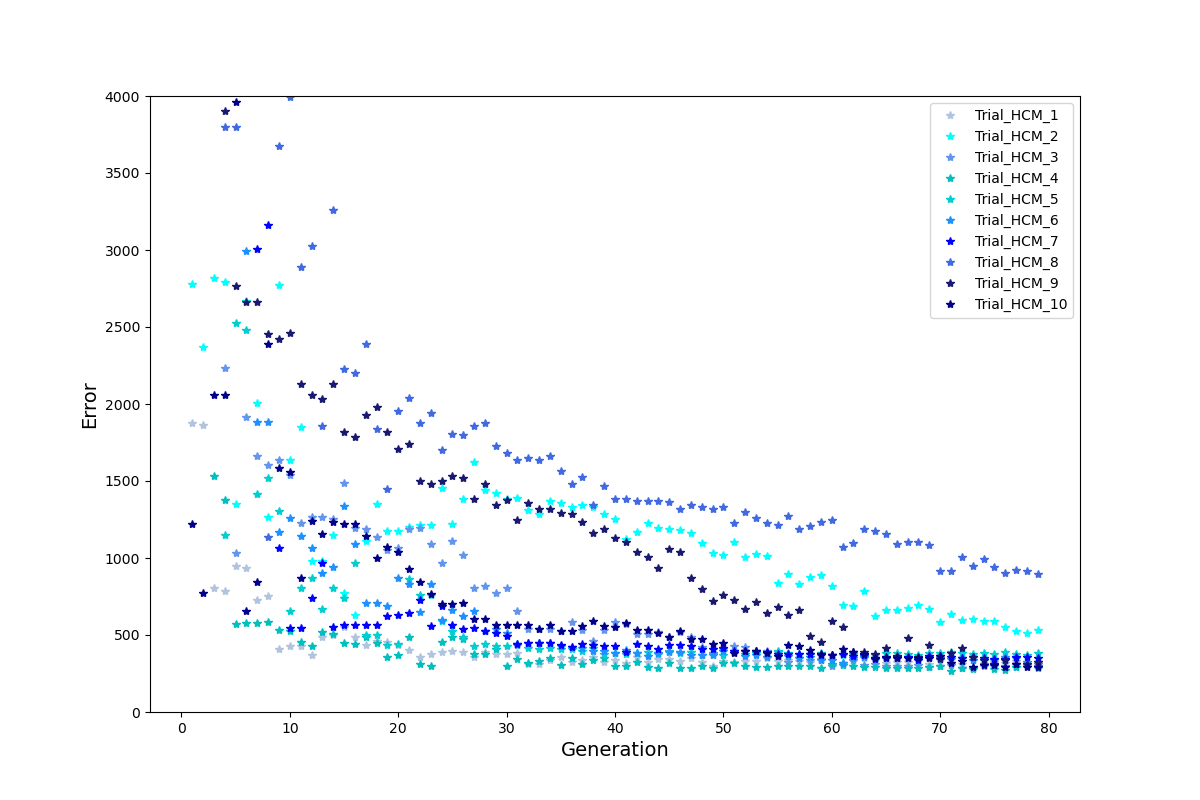 4000
3500
3000
2500
2000
1500
1000
500
0
Error
0 10 20 30 40 50 60 70 80
Generation
Trial_HCM_1
Trial_HCM_2
Trial_HCM_3
Trial_HCM_4
Trial_HCM_5
Trial_HCM_6
Trial_HCM_7
Trial_HCM_8
Trial_HCM_9
Trial_HCM_10